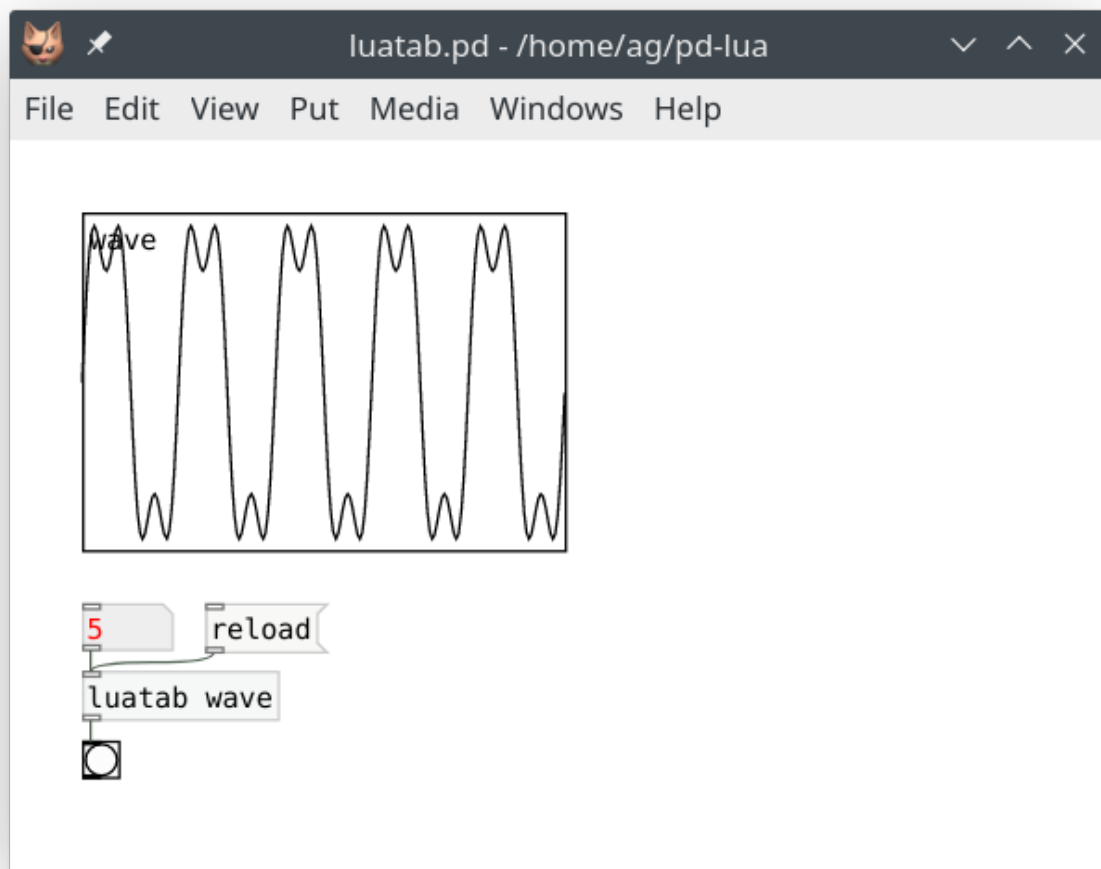 luatab.pd - /home/ag/pd-lua
File Edit View Put Media Windows Help
wave
5
reload
luatab wave